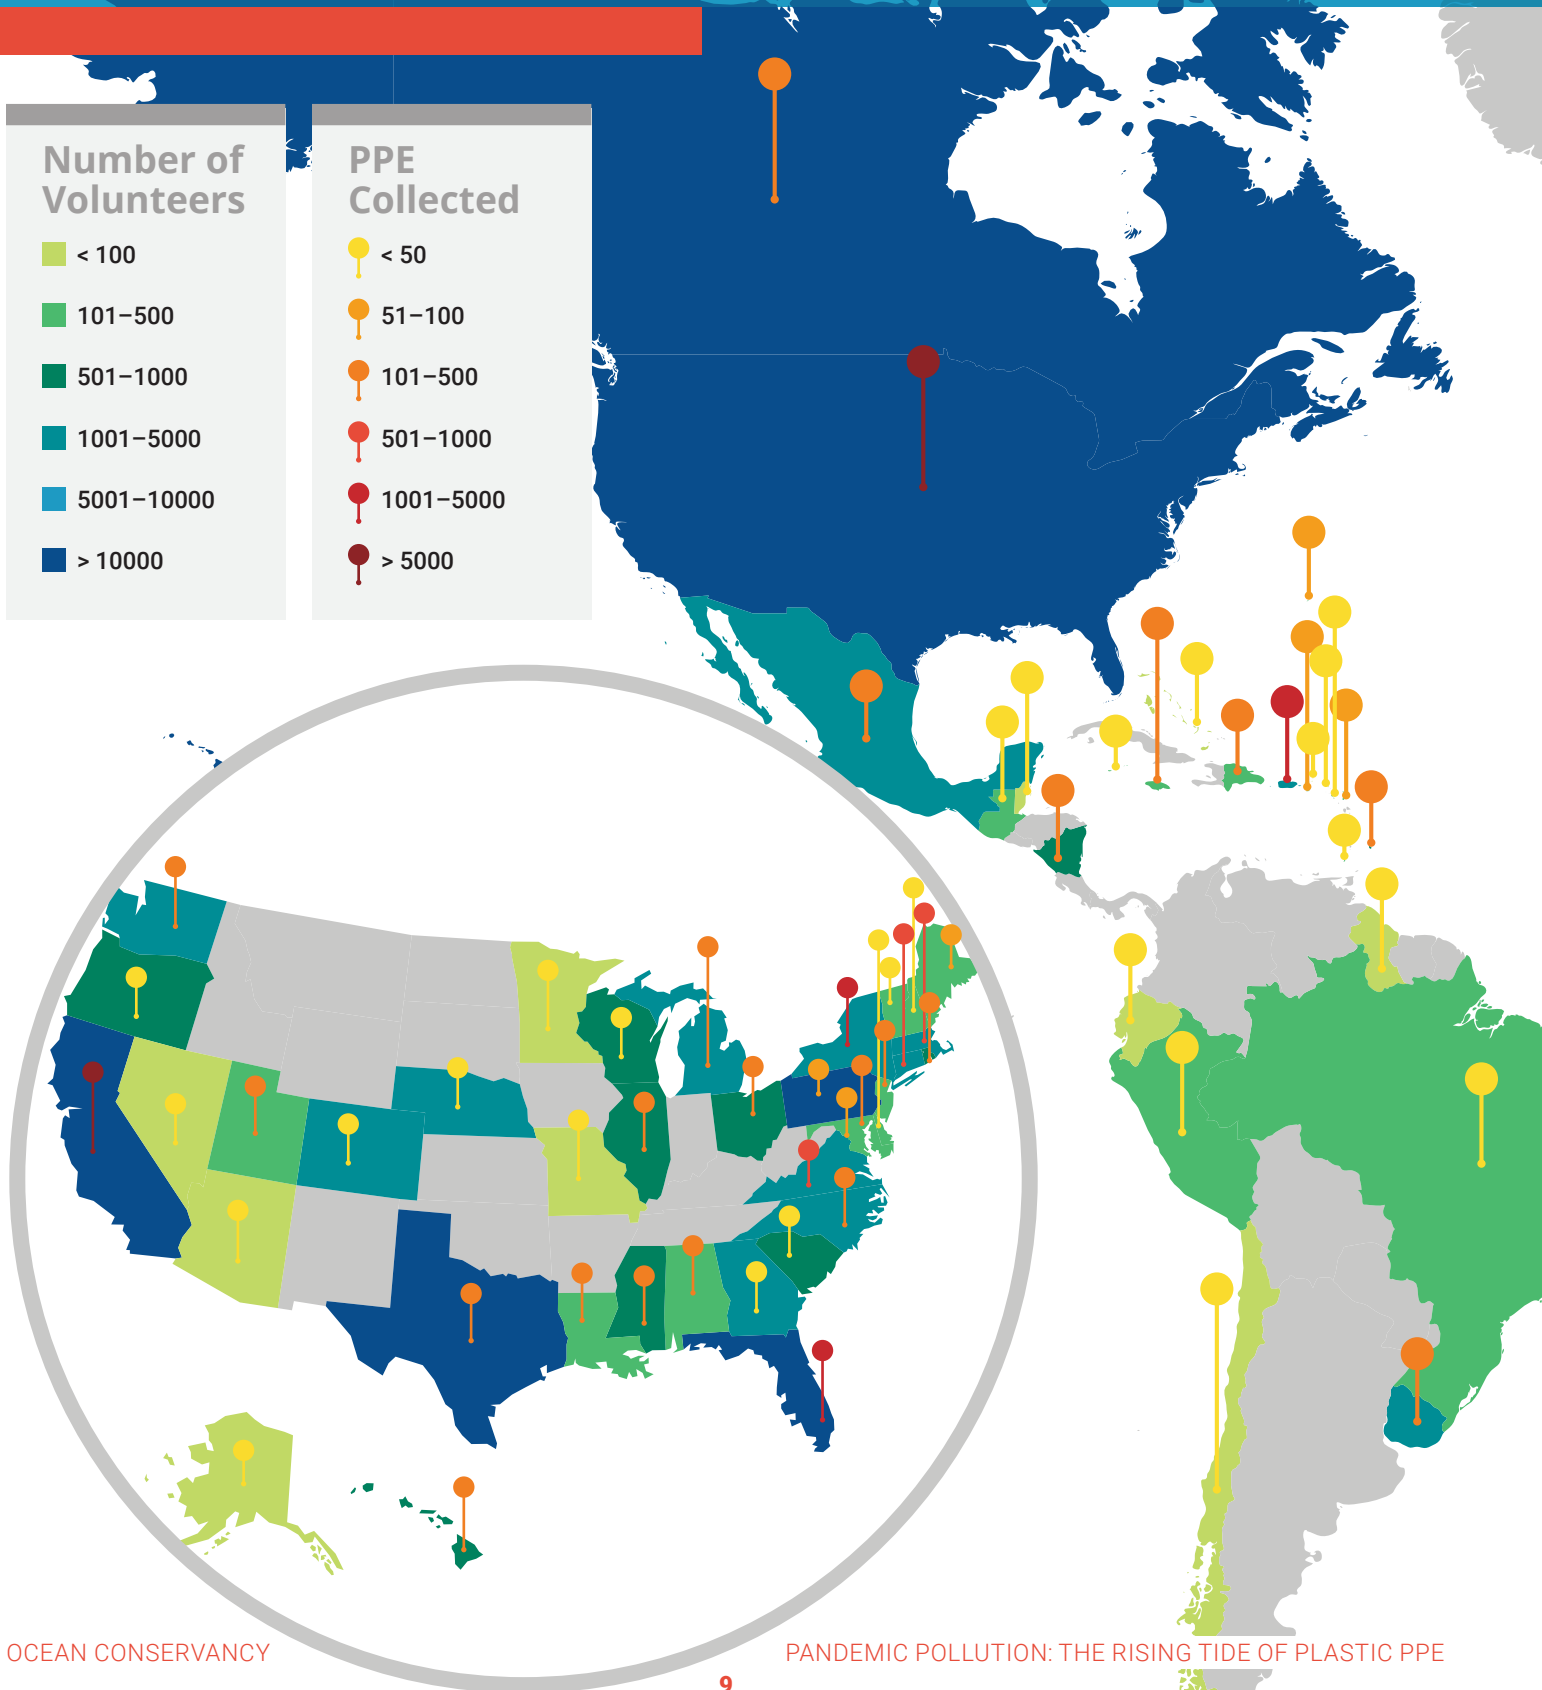 Number of
Volunteers
< 100
101–500
501–1000
1001–5000
5001–10000
> 10000
PPE
Collected
< 50
51–100
101–500
501–1000
1001–5000
> 5000
OCEAN CONSERVANCY
PANDEMIC POLLUTION: THE RISING TIDE OF PLASTIC PPE
9